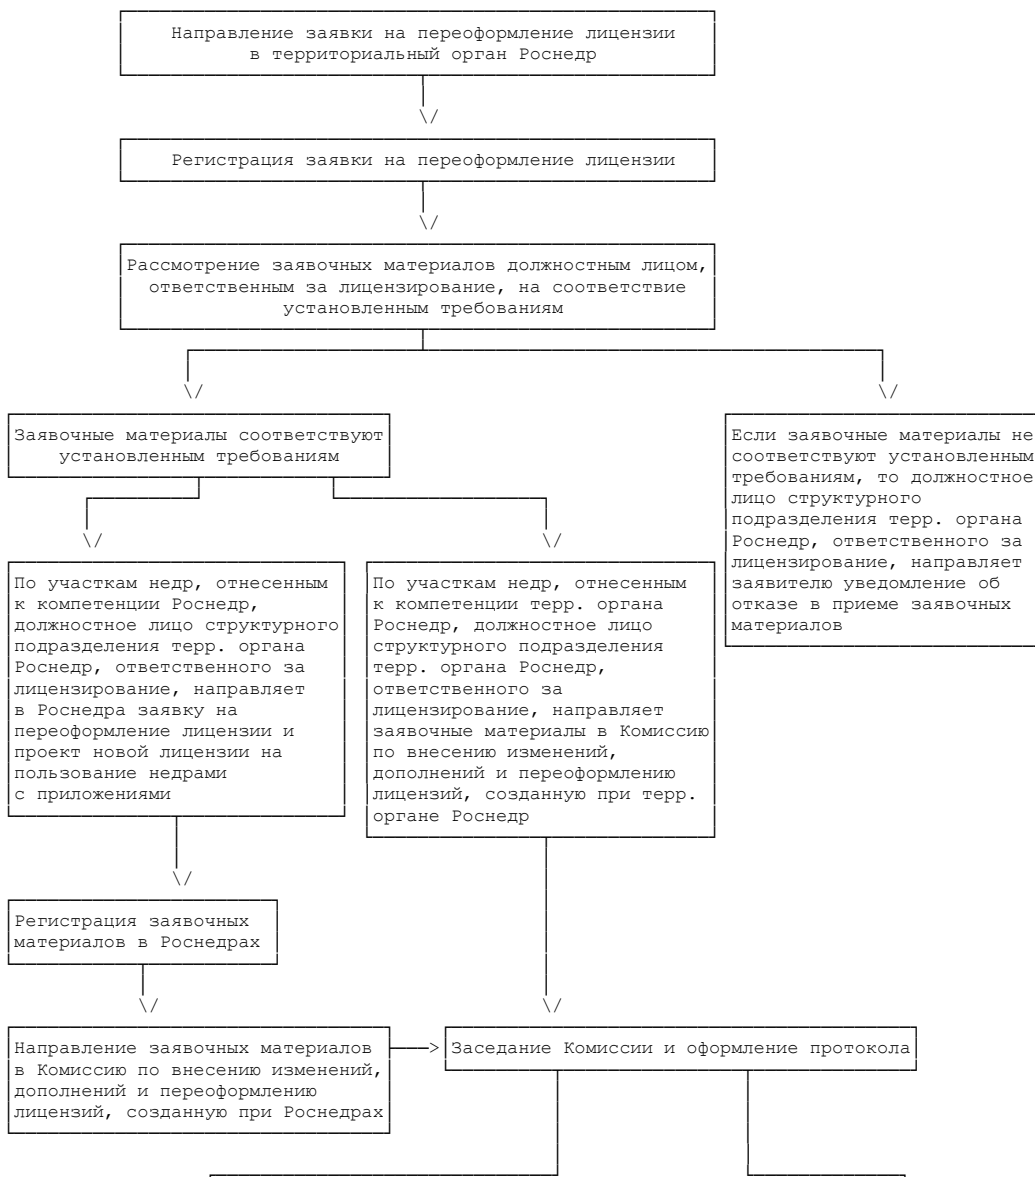 Направление заявки на переоформление лицензии
в территориальный орган Роснедр
Регистрация заявки на переоформление лицензии
Рассмотрение заявочных материалов должностным лицом,
ответственным за лицензирование, на соответствие
установленным требованиям
Заявочные материалы соответствуют
установленным требованиям
Если заявочные материалы не
соответствуют установленным
требованиям, то должностное
лицо структурного
подразделения терр. органа
Роснедр, ответственного за
лицензирование, направляет
заявителю уведомление об
отказе в приеме заявочных
материалов
По участкам недр, отнесенным
к компетенции Роснедр,
должностное лицо структурного
подразделения терр. органа
Роснедр, ответственного за
лицензирование, направляет
в Роснедра заявку на
переоформление лицензии и
проект новой лицензии на
пользование недрами
с приложениями
По участкам недр, отнесенным
к компетенции терр. органа
Роснедр, должностное лицо
структурного подразделения
терр. органа Роснедр,
ответственного за
лицензирование, направляет
заявочные материалы в Комиссию
по внесению изменений,
дополнений и переоформлению
лицензий, созданную при терр.
органе Роснедр
Регистрация заявочных
материалов в Роснедрах
Направление заявочных материалов
в Комиссию по внесению изменений,
дополнений и переоформлению
лицензий, созданную при Роснедрах
Заседание Комиссии и оформление протокола